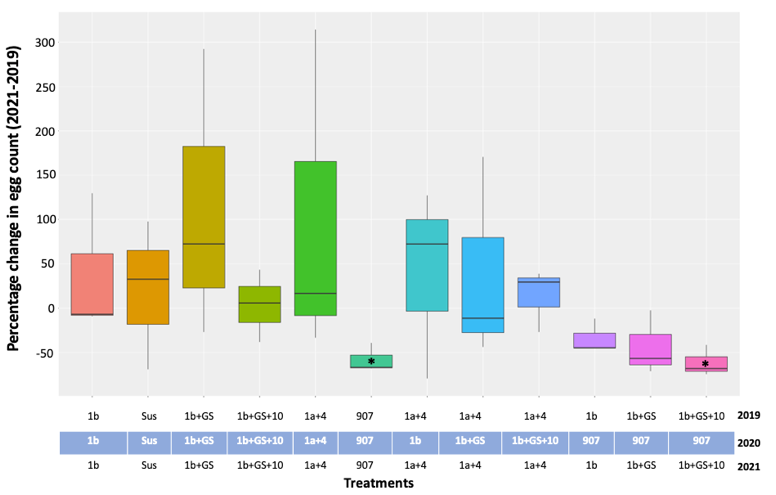 Percentage change in egg count (2021-2019)
300
250
200
150
100
50
0
-50
*
*
1b Sus 1b+GS 1b+GS+10 1a+4 907 1a+4 1a+4 1a+4 1b 1b+GS 1b+GS+10 2019
1b Sus 1b+GS 1b+GS+10 1a+4 907 1b 1b+GS 1b+GS+10 907 907 907 2020
1b Sus 1b+GS 1b+GS+10 1a+4 907 1a+4 1a+4 1a+4 1b 1b+GS 1b+GS+10 2021
Treatments